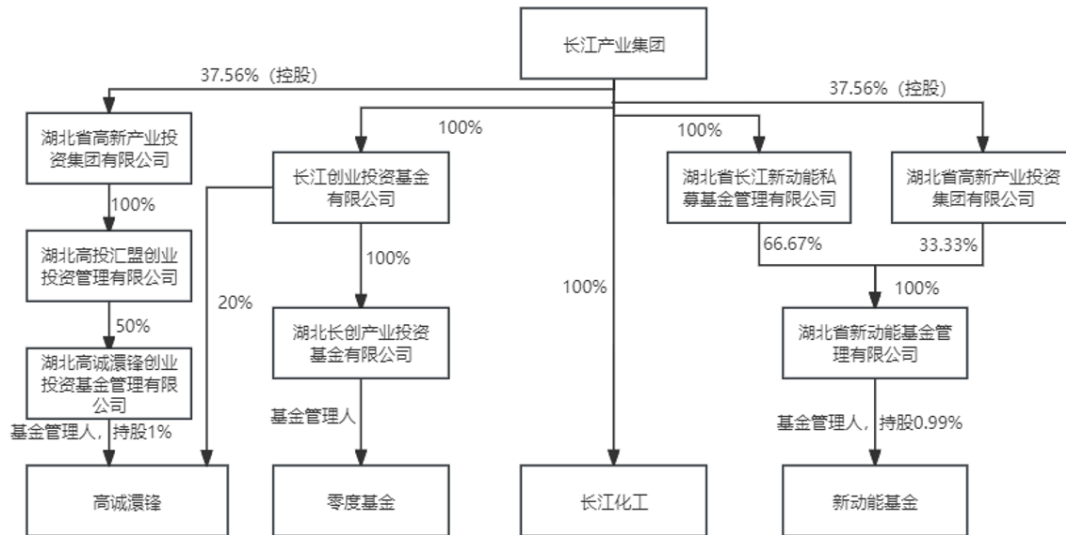 长江产业集团
37.56%（控股）
37.56%（控股）
100%
100%
湖北省高新产业投
资集团有限公司
长江创业投资基金
有限公司
湖北省长江新动能私
募基金管理有限公司
湖北省高新产业投资
集团有限公司
100%
66.67%
33.33%
湖北高投汇盟创业
投资管理有限公司
100%
20%
100%
100%
50%
湖北长创产业投资
基金有限公司
湖北省新动能基金管
理有限公司
湖北高诚澴锋创业
投资基金管理有限
公司
基金管理人，持股1%
基金管理人
基金管理人，持股0.99%
高诚澴锋
零度基金
长江化工
新动能基金